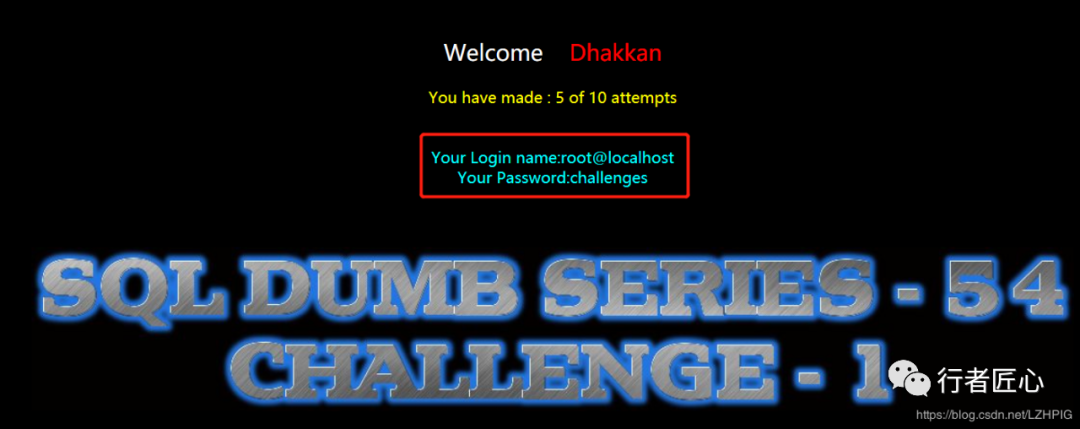 Welcome Dhakkan
You have made : 5 of 10 attempts
Your Login name:root@localhost
Your Password:challenges
SQL DUMB SERIES - 54
CHALLENGE - 1
行者匠心
https://blog.csdn.net/LZHPIG